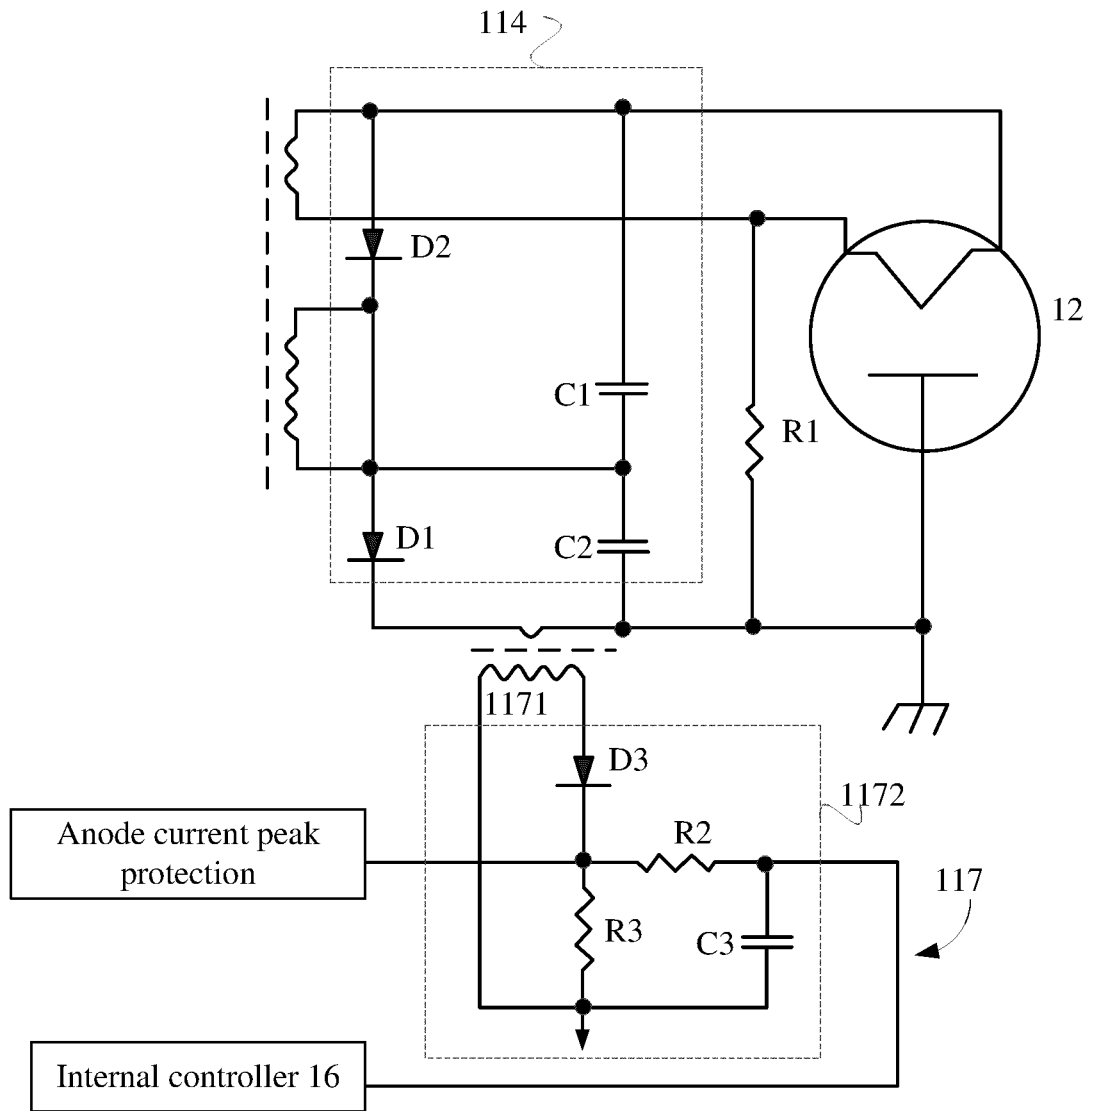 114
D2
12
C1
R1
D1
C2
1171
D3
1172
Anode current peak
protection
R2
117
R3
C3
Internal controller 16